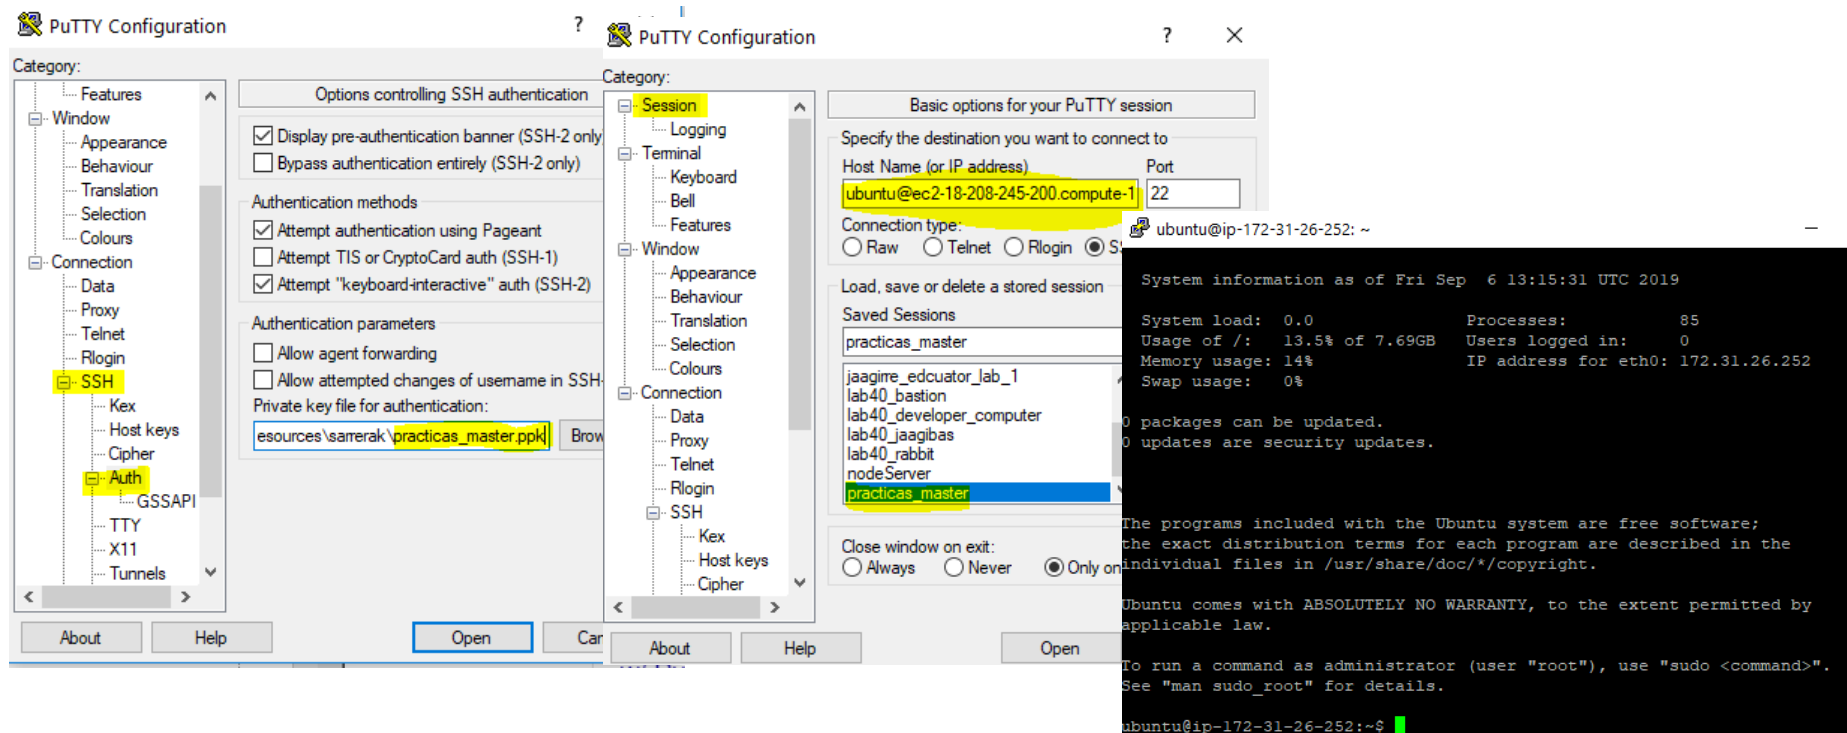 PuTTY Configuration
?
Category:
Features
Window
Appearance
Behaviour
Translation
Selection
Colours
Connection
Data
Proxy
Telnet
Rlogin
SSH
Kex
Host keys
Cipher
Auth
GSSAPI
TTY
X11
Tunnels
Options controlling SSH authentication
Display pre-authentication banner (SSH-2 only
Bypass authentication entirely (SSH-2 only)
Authentication methods
Attempt authentication using Pageant
Attempt TIS or CryptoCard auth (SSH-1)
Attempt "keyboard-interactive" auth (SSH-2)
Authentication parameters
Allow agent forwarding
Allow attempted changes of username in SSH-
Private key file for authentication:
esources\sarrerak\practicas_master.ppk
Brow
About
Help
Open
Can
PuTTY Configuration
?
Category:
Session
Logging
Terminal
Keyboard
Bell
Features
Window
Appearance
Behaviour
Translation
Selection
Colours
Connection
Data
Proxy
Telnet
Rlogin
SSH
Kex
Host keys
Cipher
Basic options for your PuTTY session
Specify the destination you want to connect to
Host Name (or IP address)
Port
ubuntu@ec2-18-208-245-200.compute-1
22
Connection type:
Raw
Telnet
Rlogin
SS
Load, save or delete a stored session
Saved Sessions
practicas_master
jaagirre_edcuator_lab_1
lab40_bastion
lab40_developer_computer
lab40_jaagibas
lab40_rabbit
nodeServer
practicas_master
Close window on exit:
Always
Never
Only on
About
Help
Open
ubuntu@ip-172-31-26-252: ~
System information as of Fri Sep  6 13:15:31 UTC 2019
System load:  0.0                Processes:           85
Usage of /:   13.5% of 7.69GB   Users logged in:     0
Memory usage: 14%                IP address for eth0: 172.31.26.252
Swap usage:   0%
0 packages can be updated.
0 updates are security updates.
The programs included with the Ubuntu system are free software;
the exact distribution terms for each program are described in the
individual files in /usr/share/doc/*/copyright.
Ubuntu comes with ABSOLUTELY NO WARRANTY, to the extent permitted by
applicable law.
To run a command as administrator (user "root"), use "sudo <command>".
See "man sudo_root" for details.
ubuntu@ip-172-31-26-252:~$